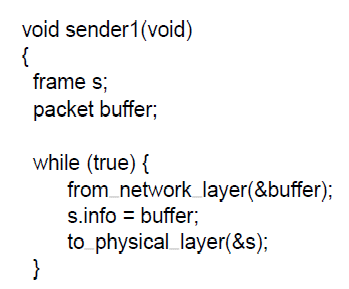 void sender1(void)
{
frame s;
packet buffer;
while (true) {
from_network_layer(&buffer);
s.info = buffer;
to_physical_layer(&s);
}